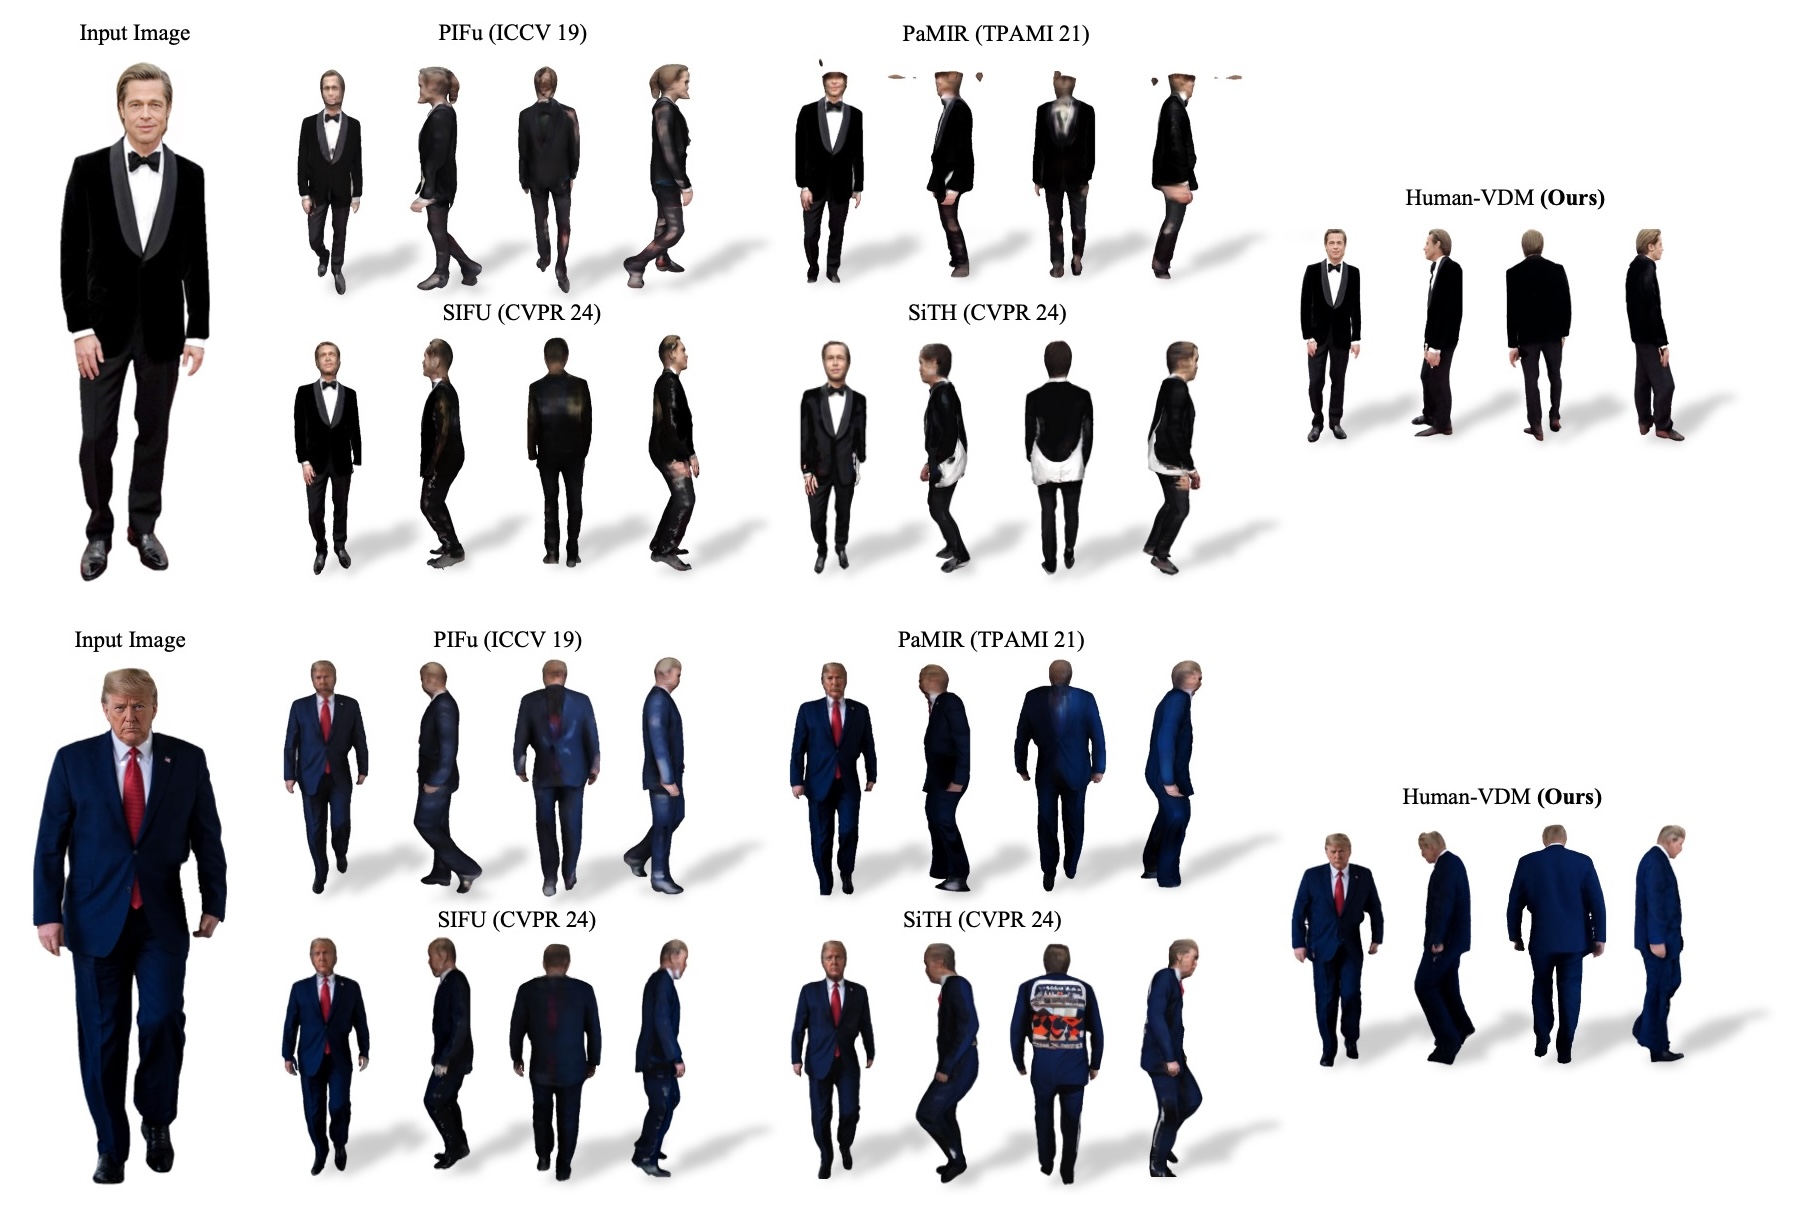 Input Image
PIFu (ICCV 19)
PaMIR (TPAMI 21)
Human-VDM (Ours)
SIFU (CVPR 24)
SiTH (CVPR 24)
Input Image
PIFu (ICCV 19)
PaMIR (TPAMI 21)
Human-VDM (Ours)
SIFU (CVPR 24)
SiTH (CVPR 24)